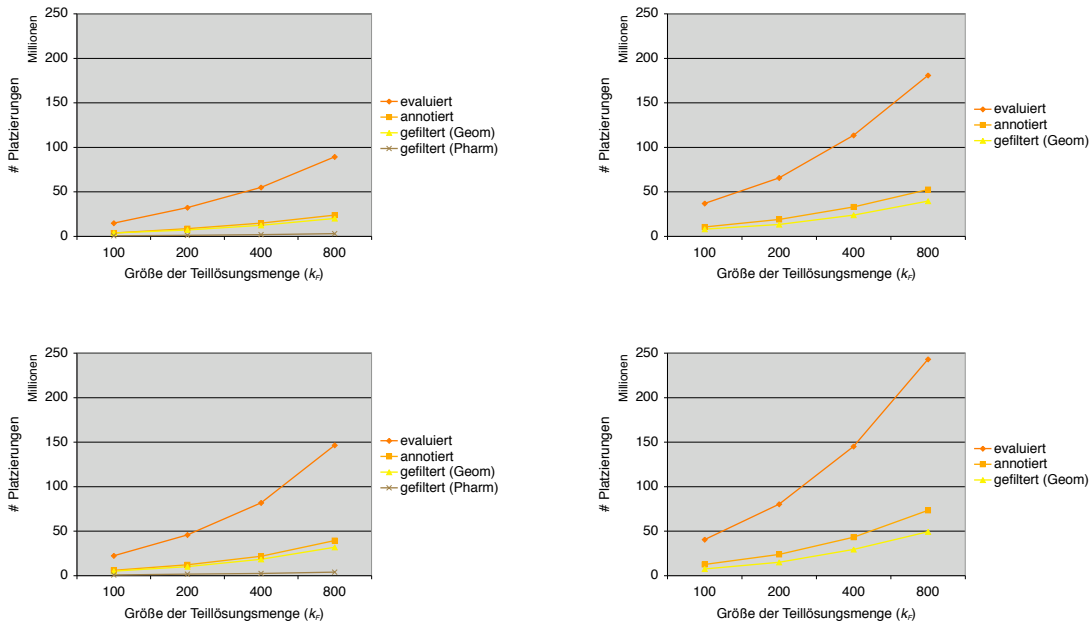 250
200
150
100
50
0
Millionen
# Platzierungen
100 200 400 800
Größe der Teillösungsmenge (kF)
evaluiert
annotiert
gefiltert (Geom)
gefiltert (Pharm)
250
200
150
100
50
0
Millionen
# Platzierungen
100 200 400 800
Größe der Teillösungsmenge (kF)
evaluiert
annotiert
gefiltert (Geom)
250
200
150
100
50
0
Millionen
# Platzierungen
100 200 400 800
Größe der Teillösungsmenge (kF)
evaluiert
annotiert
gefiltert (Geom)
gefiltert (Pharm)
250
200
150
100
50
0
Millionen
# Platzierungen
100 200 400 800
Größe der Teillösungsmenge (kF)
evaluiert
annotiert
gefiltert (Geom)